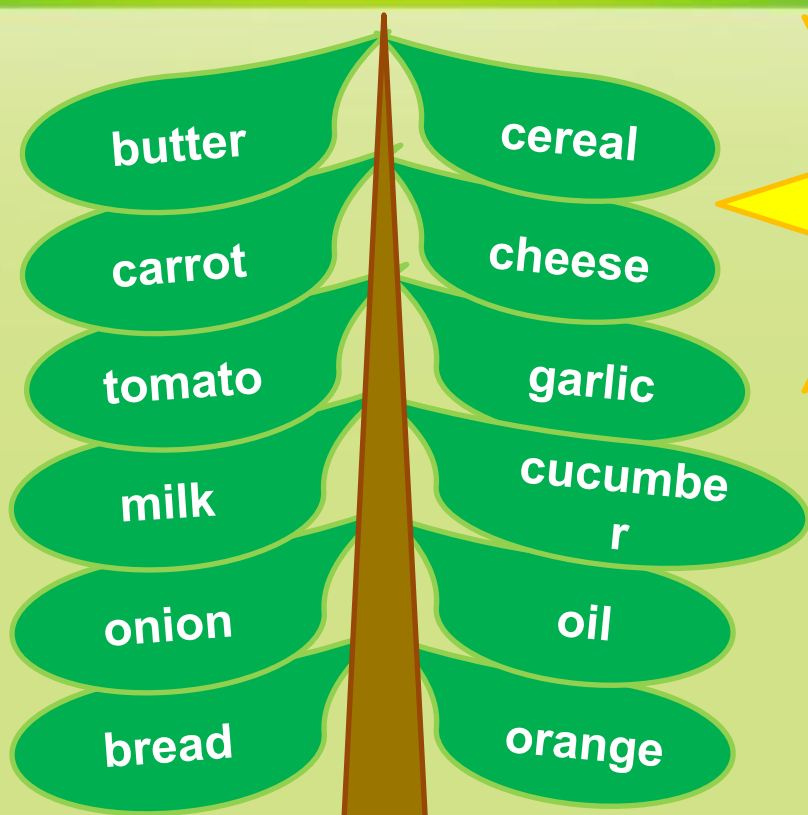 butter
cereal
carrot
cheese
tomato
garlic
milk
cucumbe
r
onion
oil
bread
orange